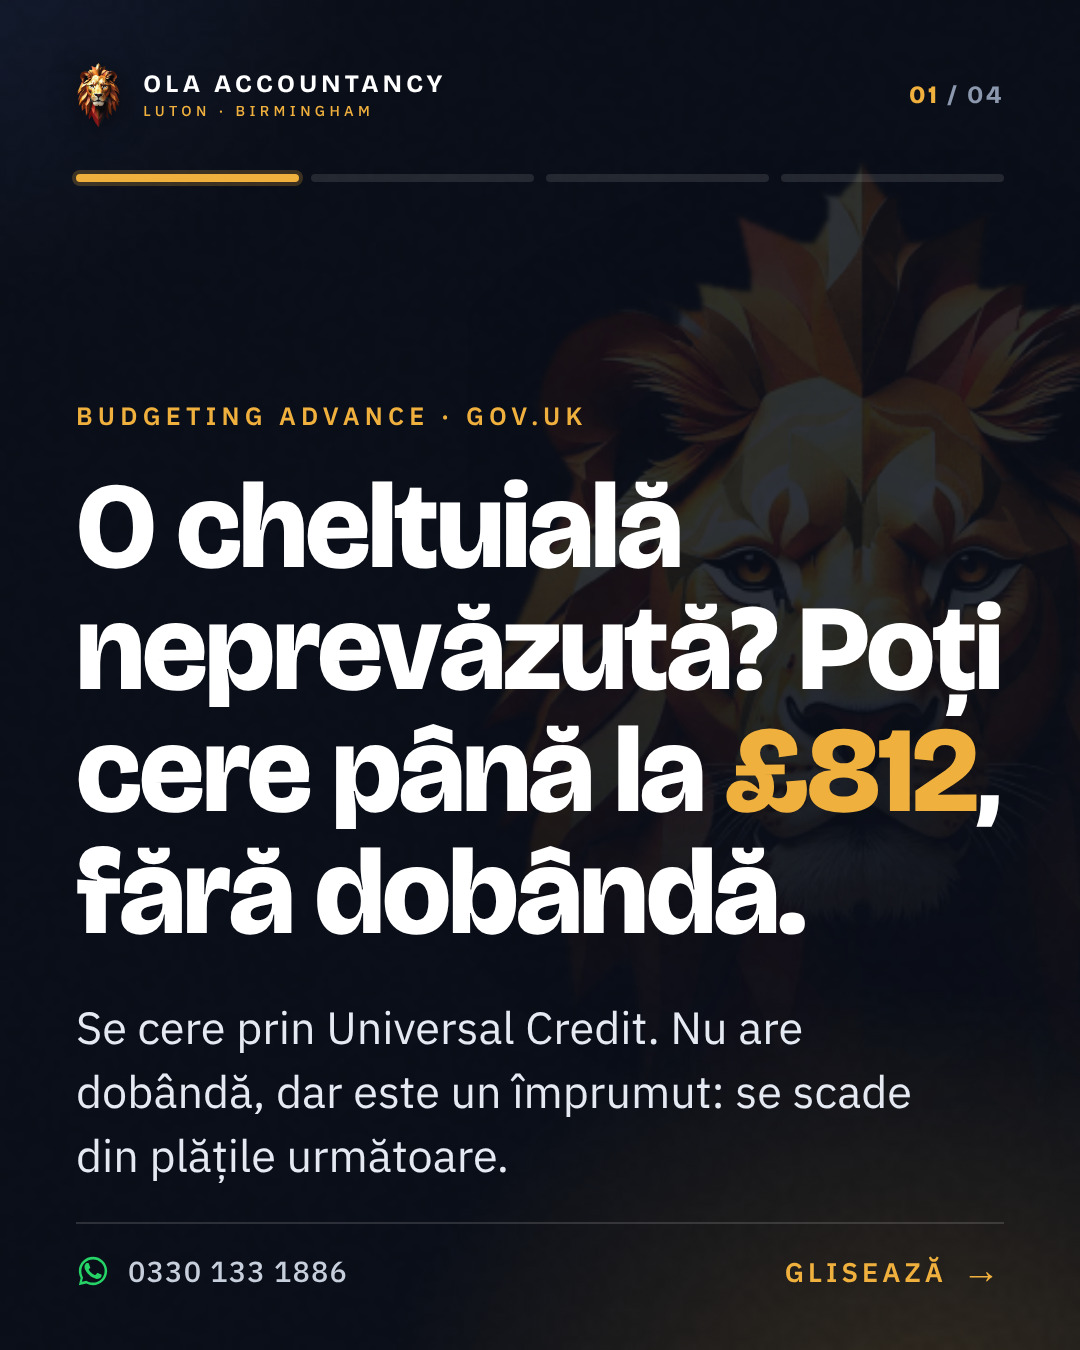 OLA ACCOUNTANCY
LUTON · BIRMINGHAM
01 / 04
BUDGETING ADVANCE · GOV.UK
O cheltuială
neprevăzută? Poți
cere până la £812,
fără dobândă.
Se cere prin Universal Credit. Nu are
dobândă, dar este un împrumut: se scade
din plățile următoare.
0330 133 1886
GLISEAZĂ →